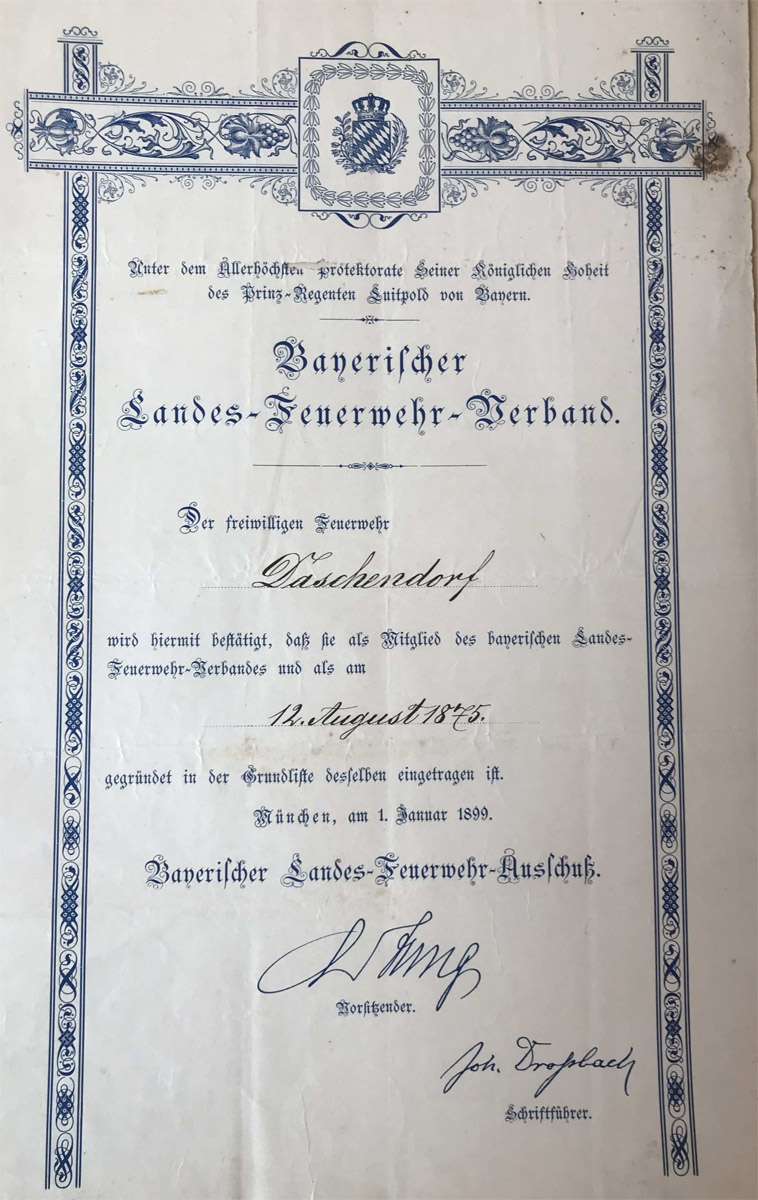 Unter dem Allerhöchsten Protektorate Seiner Königlichen Hoheit
des Prinz-Regenten Luitpold von Bayern.
Bayerischer
Landes-Feuerwehr-Verband.
Der freiwilligen Feuerwehr
Däschendorf
wird hiermit bestätigt, daß sie als Mitglied des bayerischen Landes-
Feuerwehr-Verbandes und als am
12. August 1875.
gegründet in der Grundliste desselben eingetragen ist.
München, am 1. Januar 1899.
Bayerischer Landes-Feuerwehr-Ausschuß.
Vorsitzender.
Joh. Droßbach
Schriftführer.